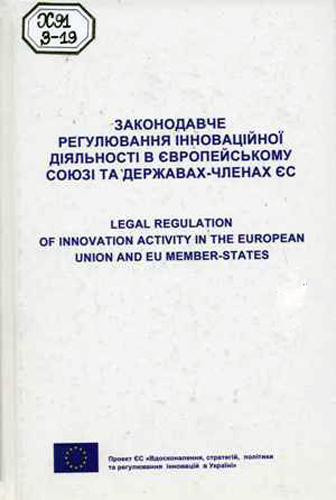 Х91
З-19
ЗАКОНОДАВЧЕ
РЕГУЛЮВАННЯ ІННОВАЦІЙНОЇ
ДІЯЛЬНОСТІ В ЄВРОПЕЙСЬКОМУ
СОЮЗІ ТА ДЕРЖАВАХ-ЧЛЕНАХ ЄС
LEGAL REGULATION
OF INNOVATION ACTIVITY IN THE EUROPEAN
UNION AND EU MEMBER-STATES
Проект ЄС «Вдосконалення, стратегій, політики
та регулювання інновацій в Україні»